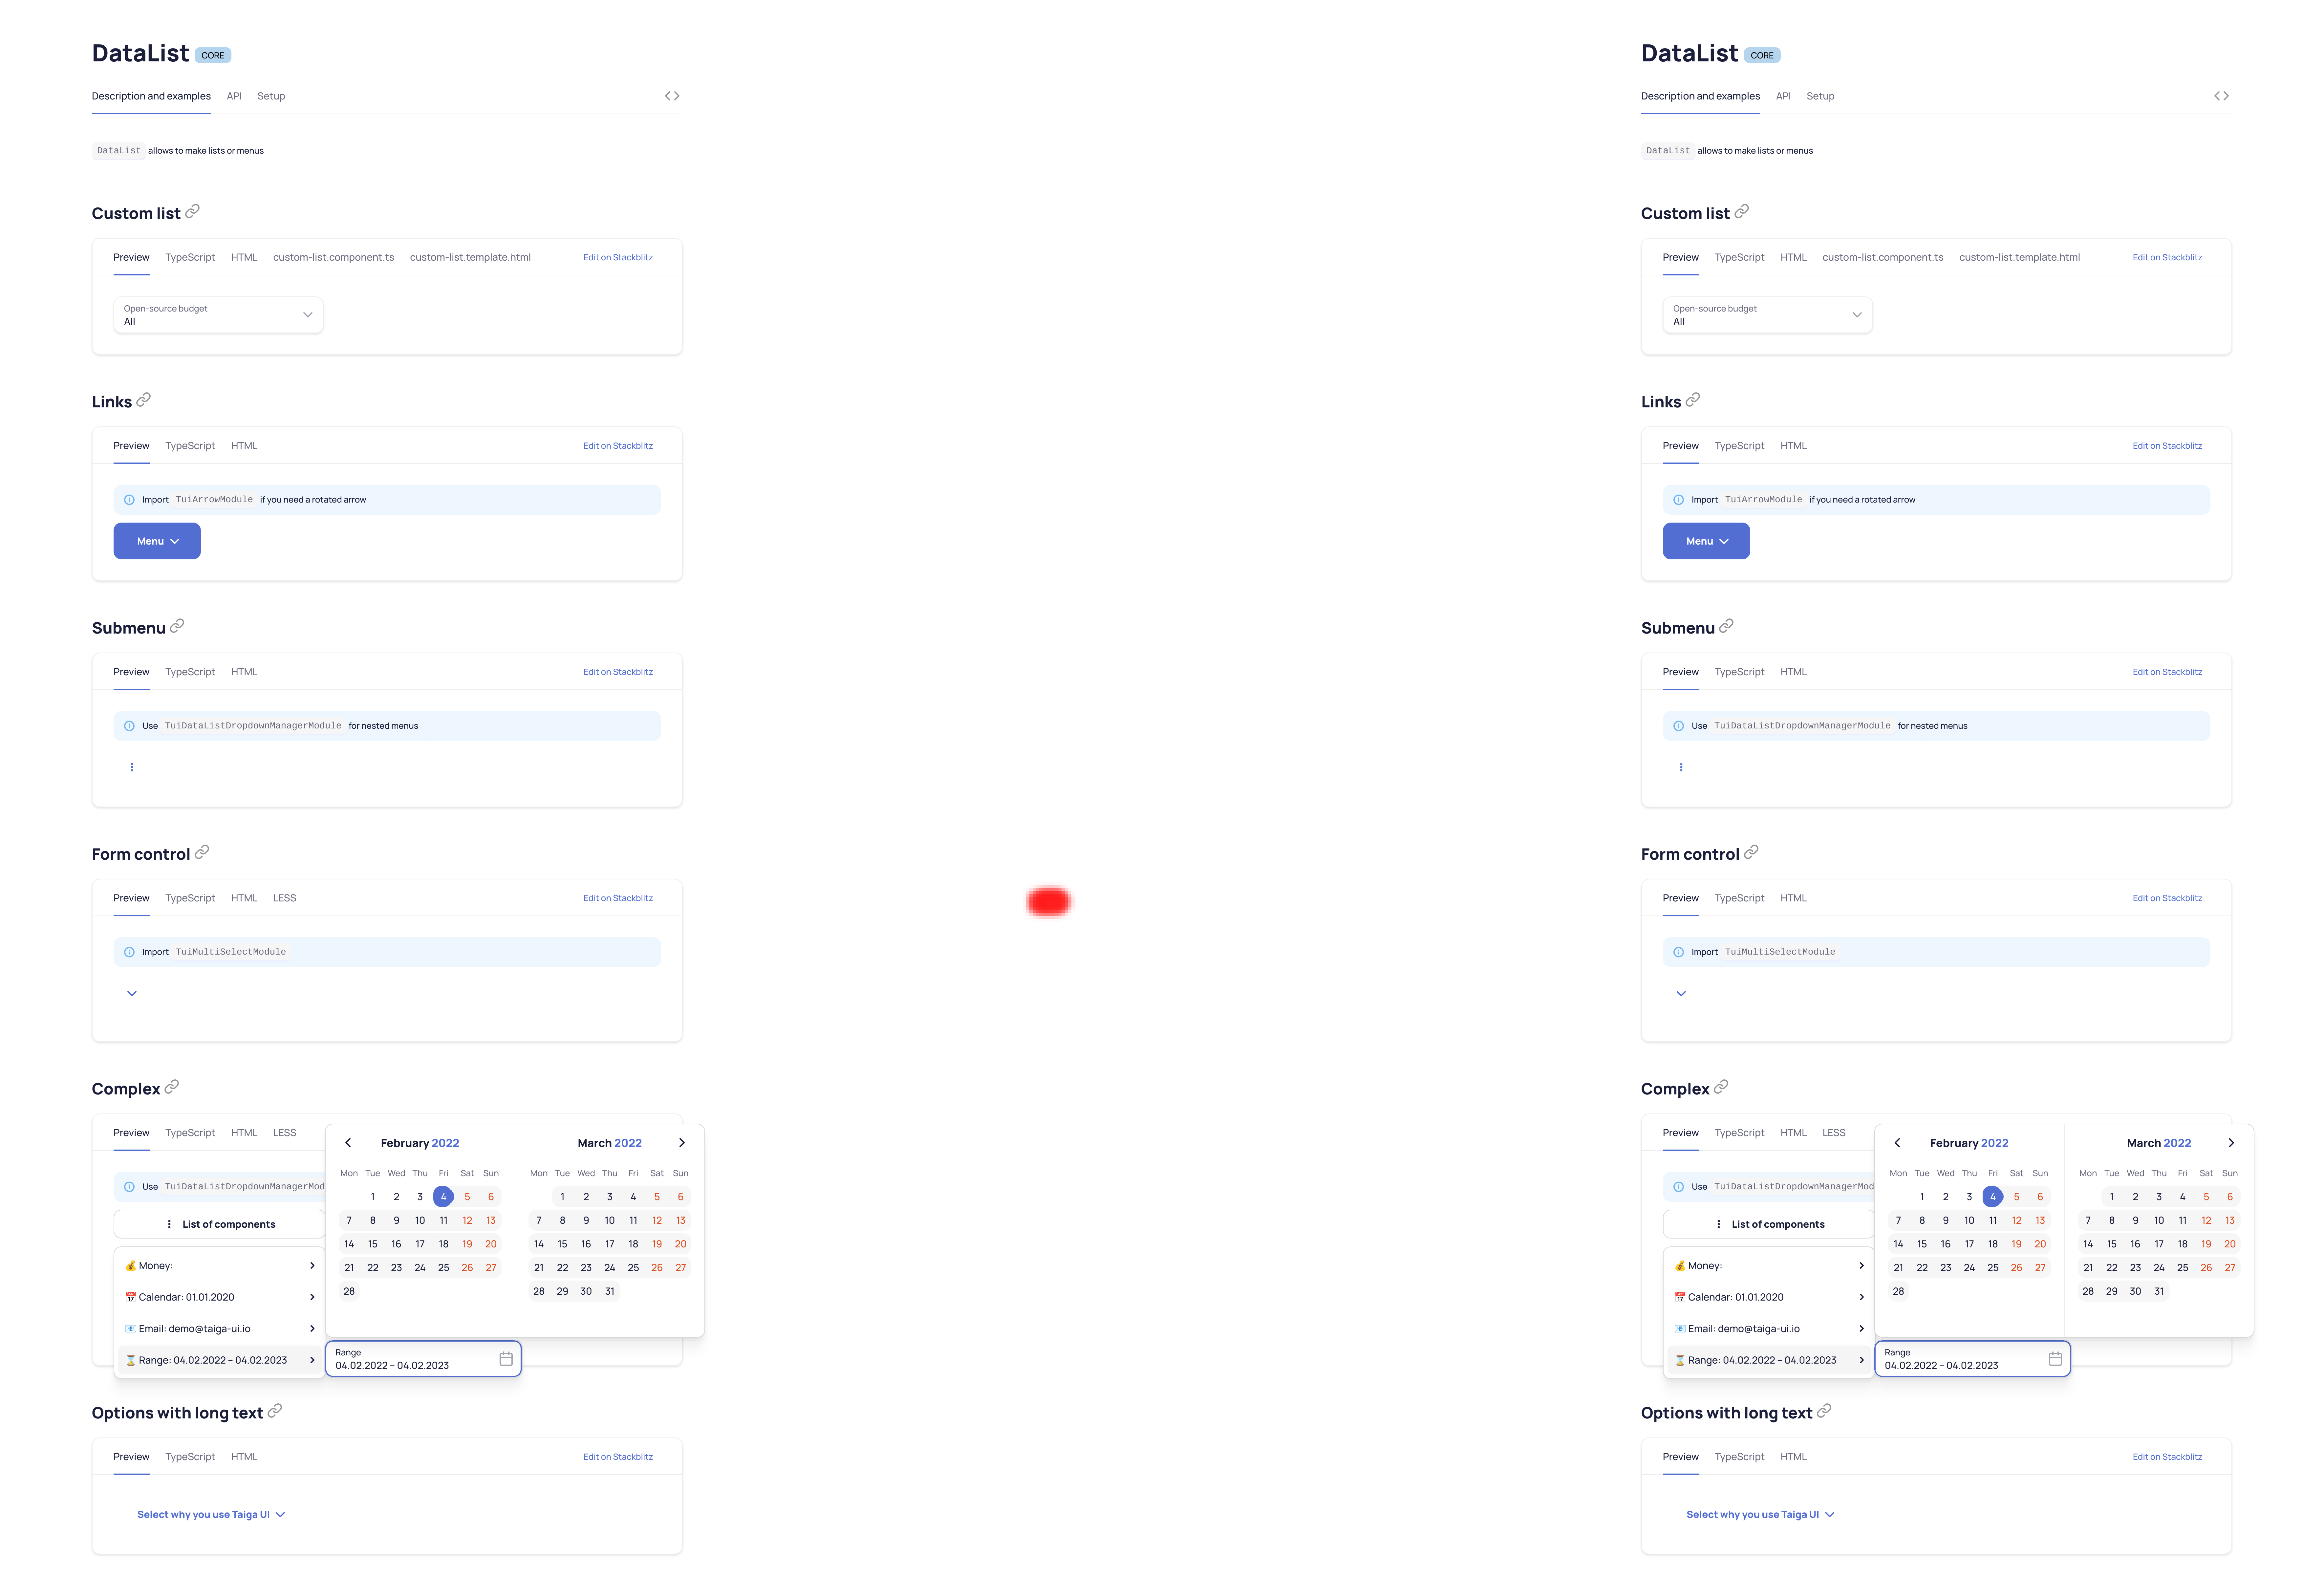 DataList CORE
Description and examples API Setup
DataList allows to make lists or menus
Custom list
Preview TypeScript HTML custom-list.component.ts custom-list.template.html Edit on Stackblitz
Open-source budget
All
Links
Preview TypeScript HTML Edit on Stackblitz
Import TuiArrowModule if you need a rotated arrow
Menu
Submenu
Preview TypeScript HTML Edit on Stackblitz
Use TuiDataListDropdownManagerModule for nested menus
Form control
Preview TypeScript HTML LESS Edit on Stackblitz
Import TuiMultiSelectModule
Complex
Preview TypeScript HTML LESS
Use TuiDataListDropdownManagerMod
List of components
💰 Money:
📅 Calendar: 01.01.2020
📧 Email: demo@taiga-ui.io
⌛ Range: 04.02.2022 – 04.02.2023
February 2022
Mon Tue Wed Thu Fri Sat Sun
1 2 3 4 5 6
7 8 9 10 11 12 13
14 15 16 17 18 19 20
21 22 23 24 25 26 27
28
March 2022
Mon Tue Wed Thu Fri Sat Sun
1 2 3 4 5 6
7 8 9 10 11 12 13
14 15 16 17 18 19 20
21 22 23 24 25 26 27
28 29 30 31
Range
04.02.2022 – 04.02.2023
Options with long text
Preview TypeScript HTML Edit on Stackblitz
Select why you use Taiga UI
DataList CORE
Description and examples API Setup
DataList allows to make lists or menus
Custom list
Preview TypeScript HTML custom-list.component.ts custom-list.template.html Edit on Stackblitz
Open-source budget
All
Links
Preview TypeScript HTML Edit on Stackblitz
Import TuiArrowModule if you need a rotated arrow
Menu
Submenu
Preview TypeScript HTML Edit on Stackblitz
Use TuiDataListDropdownManagerModule for nested menus
Form control
Preview TypeScript HTML Edit on Stackblitz
Import TuiMultiSelectModule
Complex
Preview TypeScript HTML LESS
Use TuiDataListDropdownManagerMod
List of components
💰 Money:
📅 Calendar: 01.01.2020
📧 Email: demo@taiga-ui.io
⌛ Range: 04.02.2022 – 04.02.2023
February 2022
Mon Tue Wed Thu Fri Sat Sun
1 2 3 4 5 6
7 8 9 10 11 12 13
14 15 16 17 18 19 20
21 22 23 24 25 26 27
28
March 2022
Mon Tue Wed Thu Fri Sat Sun
1 2 3 4 5 6
7 8 9 10 11 12 13
14 15 16 17 18 19 20
21 22 23 24 25 26 27
28 29 30 31
Range
04.02.2022 – 04.02.2023
Options with long text
Preview TypeScript HTML Edit on Stackblitz
Select why you use Taiga UI